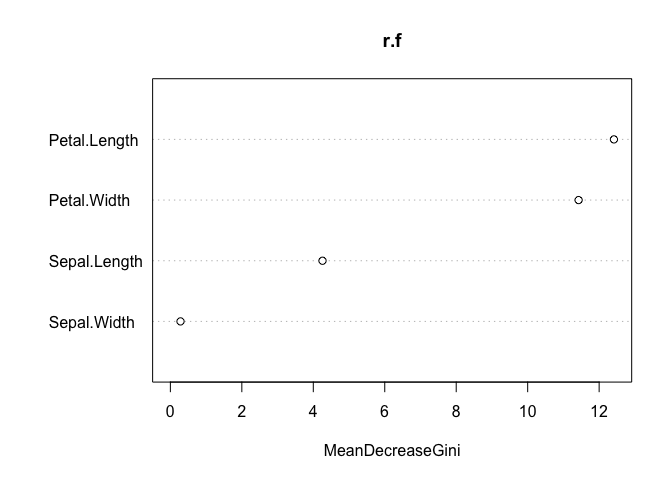 r.f
Petal.Length
Petal.Width
Sepal.Length
Sepal.Width
0 2 4 6 8 10 12
MeanDecreaseGini